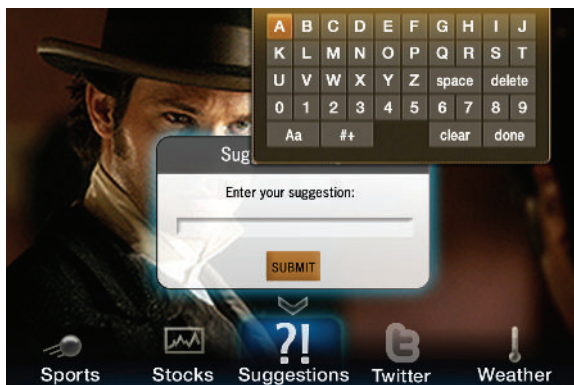 A B C D E F G H I J
K L M N O P Q R S T
U V W X Y Z space delete
0 1 2 3 4 5 6 7 8 9
Aa #+ clear done
Sug
Enter your suggestion:
SUBMIT
?!
Sports Stocks Suggestions Twitter Weather